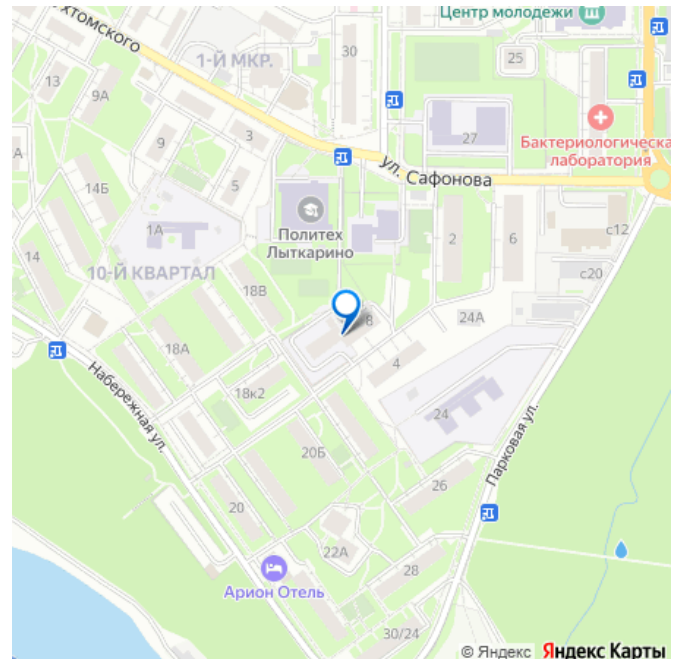 Центр молодежи
хтомского
1-Й МКР.
30
25
13
9А
27
Бактериологическа
лаборатория
9
3
А
ул. Сафонова
5
14Б
1А
Политех
Лыткарино
2
6
с12
14
10-Й КВАРТАЛ
с20
18В
8
24А
18А
4
Набережная ул.
18к2
24
Парковая ул.
20Б
26
20
22А
28
Арион Отель
30/24
© Яндекс Яндекс Карты